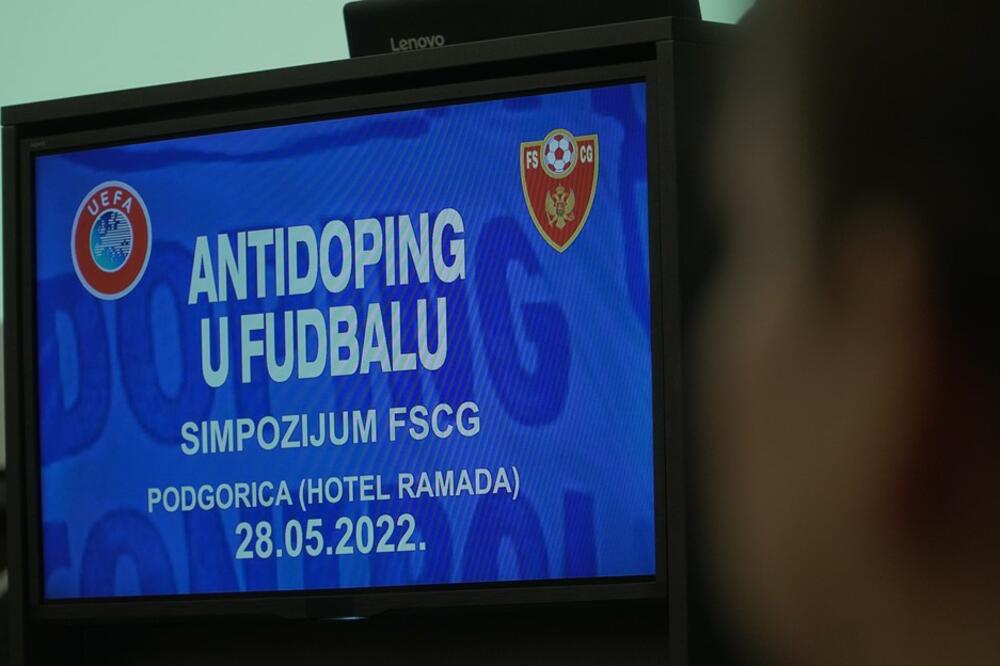 Lenovo
UEFA
FS CG
ANTIDOPING
U FUDBALU
SIMPOZIJUM FSCG
PODGORICA (HOTEL RAMADA)
28.05.2022.